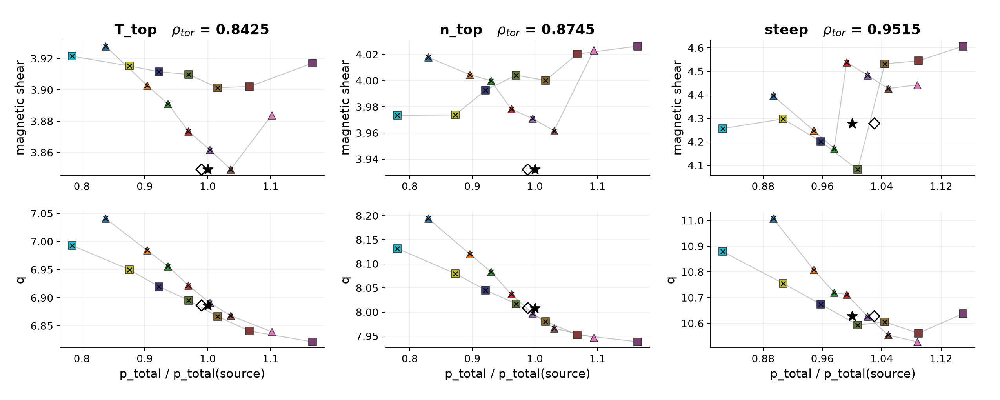 T_top ρ_tor = 0.8425
n_top ρ_tor = 0.8745
steep ρ_tor = 0.9515
magnetic shear
3.92
3.90
3.88
3.86
0.8 0.9 1.0 1.1
magnetic shear
4.02
4.00
3.98
3.96
3.94
0.8 0.9 1.0 1.1
magnetic shear
4.6
4.5
4.4
4.3
4.2
4.1
0.88 0.96 1.04 1.12
q
7.05
7.00
6.95
6.90
6.85
0.8 0.9 1.0 1.1
p_total / p_total(source)
q
8.20
8.15
8.10
8.05
8.00
7.95
0.8 0.9 1.0 1.1
p_total / p_total(source)
q
11.0
10.9
10.8
10.7
10.6
0.88 0.96 1.04 1.12
p_total / p_total(source)